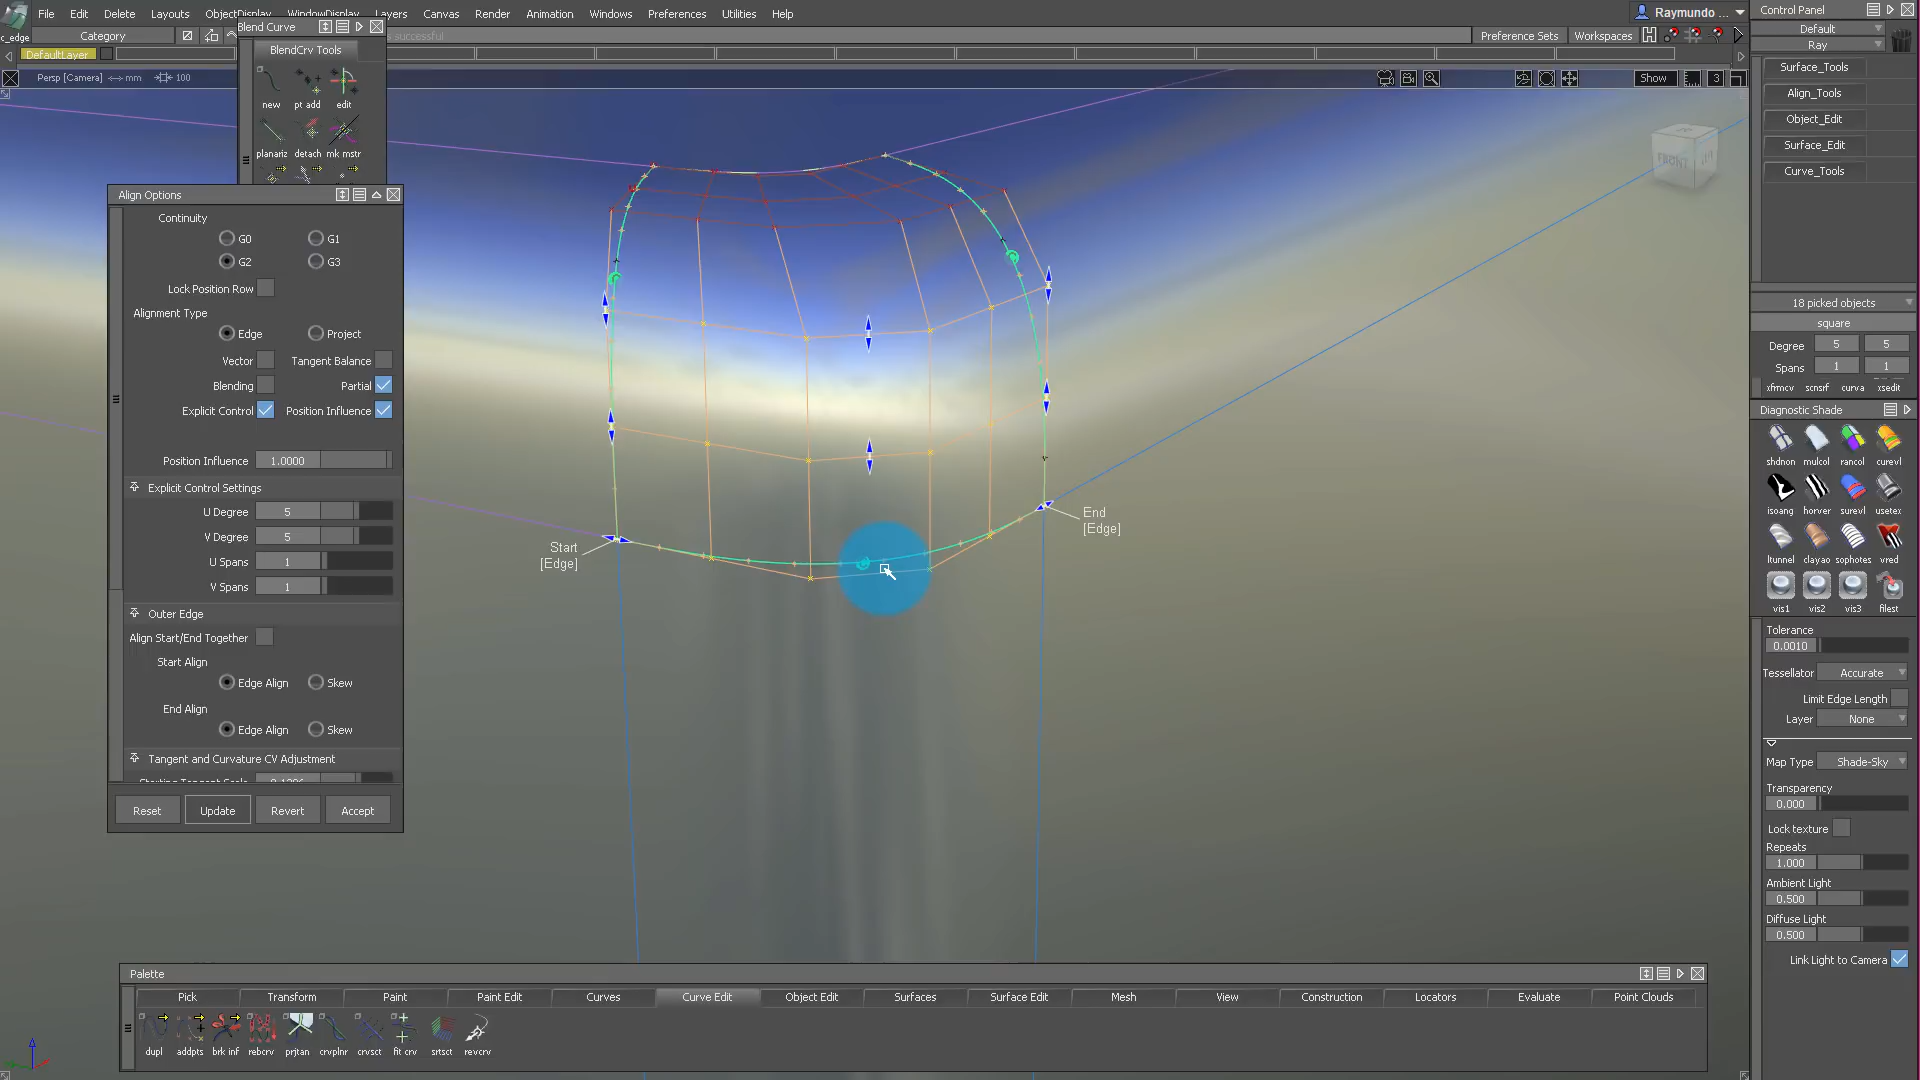 File Edit Delete Layouts ObjectDisplay WindowDisplay Layers Canvas Render Animation Windows Preferences Utilities Help
Raymundo ...
Control Panel
c_edge
Category
Blend Curve
successful
Preference Sets
Workspaces
Default
Ray
DefaultLayer
BlendCrv Tools
Persp [Camera] mm 100
Show
3
new pt add edit
planariz detach mk mstr
Surface_Tools
Align_Tools
Object_Edit
Surface_Edit
Curve_Tools
FRONT
Align Options
Continuity
G0 G1
G2 G3
Lock Position Row
Alignment Type
Edge Project
Vector Tangent Balance
Blending Partial
Explicit Control Position Influence
Position Influence 1.0000
Explicit Control Settings
U Degree 5
V Degree 5
U Spans 1
V Spans 1
Outer Edge
Align Start/End Together
Start Align
Edge Align Skew
End Align
Edge Align Skew
Tangent and Curvature CV Adjustment
Starting Tangent Scale
Reset Update Revert Accept
Start
[Edge]
End
[Edge]
18 picked objects
square
Degree 5 5
Spans 1 1
xfrmcv scnsrf curva xsedit
Diagnostic Shade
shdnon mulcol rancol curevl
isoang horver surevl usetex
ltunnel clayao sophotes vred
vis1 vis2 vis3 filest
Tolerance
0.0010
Tessellator Accurate
Limit Edge Length
Layer None
Map Type Shade-Sky
Transparency
0.000
Lock texture
Repeats
1.000
Ambient Light
0.500
Diffuse Light
0.500
Link Light to Camera
Palette
Pick Transform Paint Paint Edit Curves Curve Edit Object Edit Surfaces Surface Edit Mesh View Construction Locators Evaluate Point Clouds
dupl addpts brk inf rebcrv prjtan crvplnr crvsct fit crv srtsct revcrv